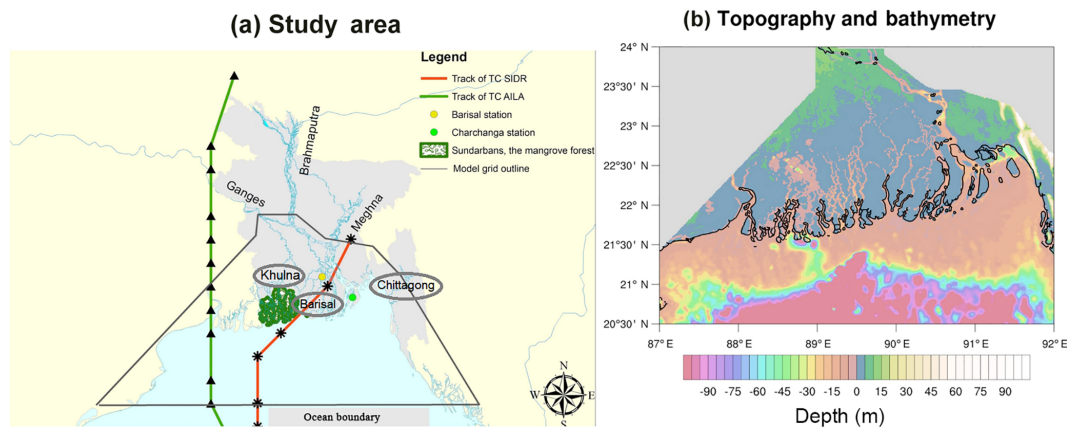 (a) Study area
Legend
Track of TC SIDR
Track of TC AILA
Barisal station
Charchanga station
Sundarbans, the mangrove forest
Model grid outline
Brahmaputra
Ganges
Meghna
Khulna
Barisal
Chittagong
N
W E
S
Ocean boundary
(b) Topography and bathymetry
24° N
23°30' N
23° N
22°30' N
22° N
21°30' N
21° N
20°30' N
87° E 88° E 89° E 90° E 91° E 92° E
-90 -75 -60 -45 -30 -15 0 15 30 45 60 75 90
Depth (m)